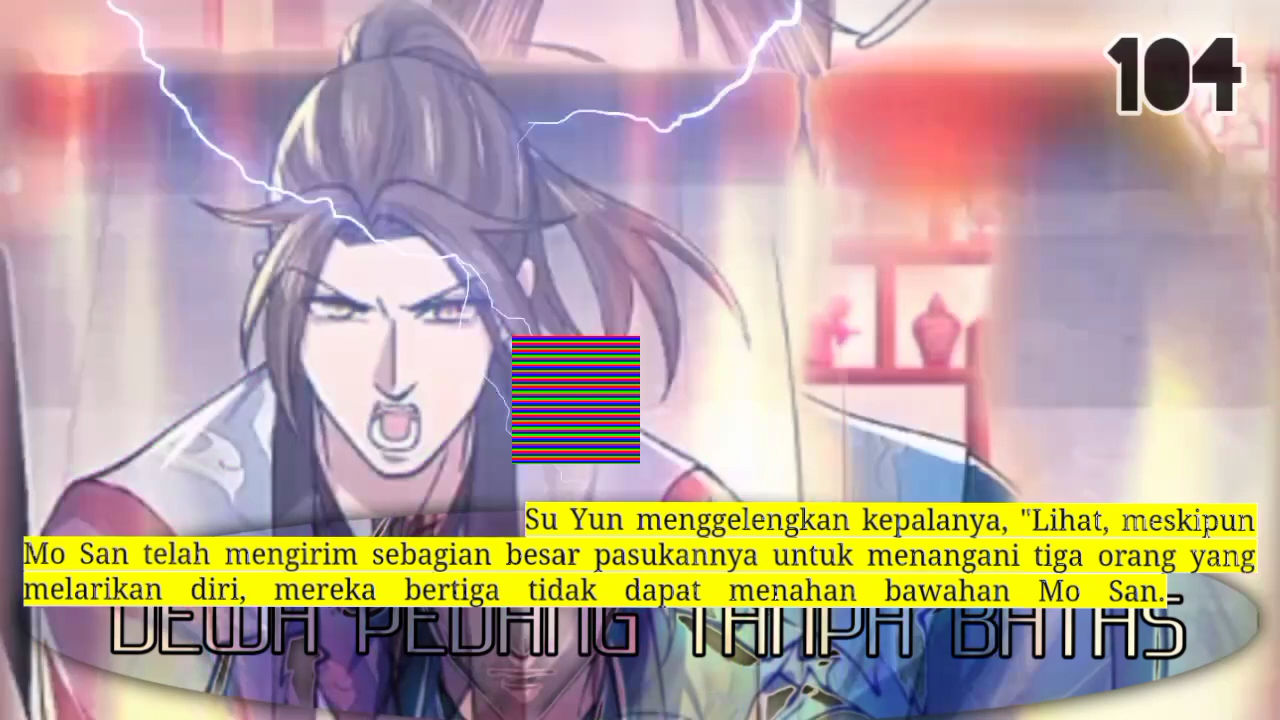 104
Su Yun menggelengkan kepalanya, "Lihat, meskipun
Mo San telah mengirim sebagian besar pasukannya untuk menangani tiga orang yang
melarikan diri, mereka bertiga tidak dapat menahan bawahan Mo San.
DEWA PEDANG TANPA BATAS